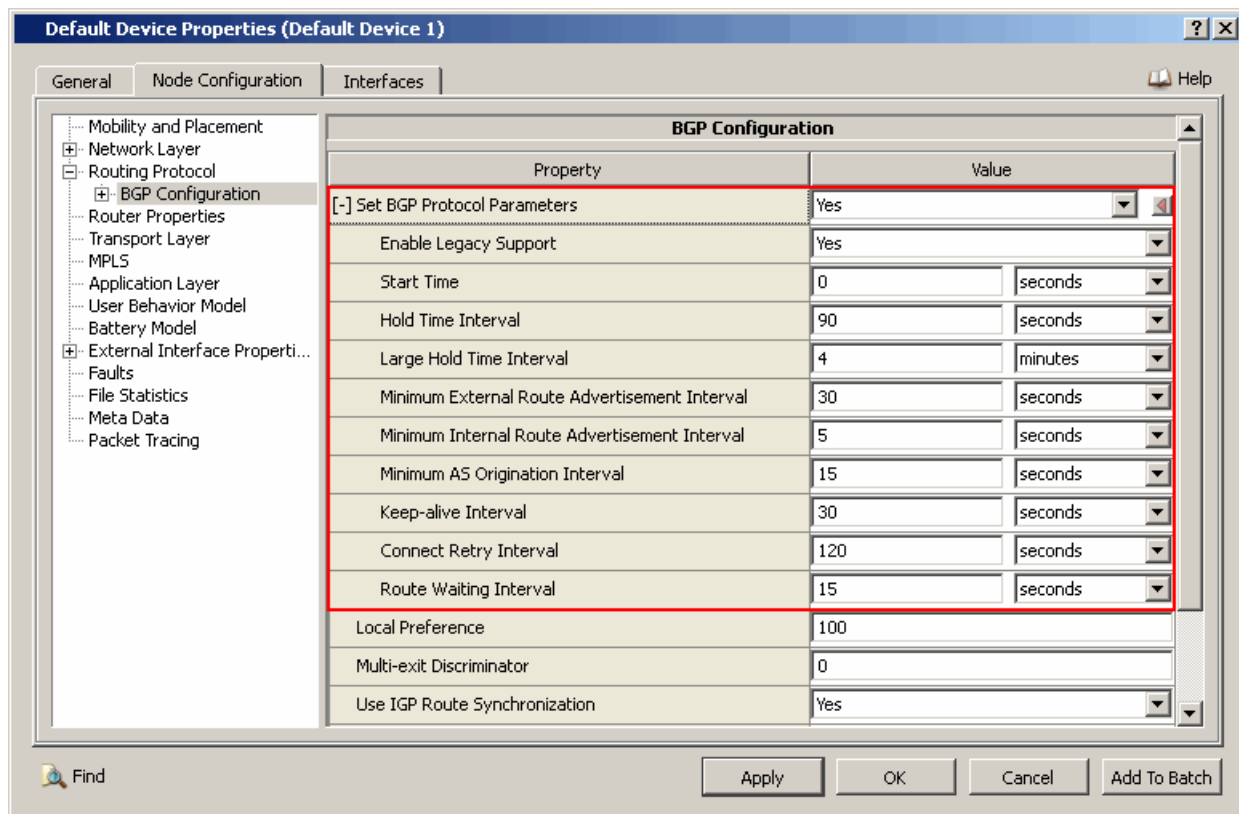 Default Device Properties (Default Device 1)
? X
General Node Configuration Interfaces Help
Mobility and Placement
Network Layer
Routing Protocol
BGP Configuration
Router Properties
Transport Layer
MPLS
Application Layer
User Behavior Model
Battery Model
External Interface Properti...
Faults
File Statistics
Meta Data
Packet Tracing
BGP Configuration
Property Value
[-] Set BGP Protocol Parameters Yes
Enable Legacy Support Yes
Start Time 0 seconds
Hold Time Interval 90 seconds
Large Hold Time Interval 4 minutes
Minimum External Route Advertisement Interval 30 seconds
Minimum Internal Route Advertisement Interval 5 seconds
Minimum AS Origination Interval 15 seconds
Keep-alive Interval 30 seconds
Connect Retry Interval 120 seconds
Route Waiting Interval 15 seconds
Local Preference 100
Multi-exit Discriminator 0
Use IGP Route Synchronization Yes
Find Apply OK Cancel Add To Batch